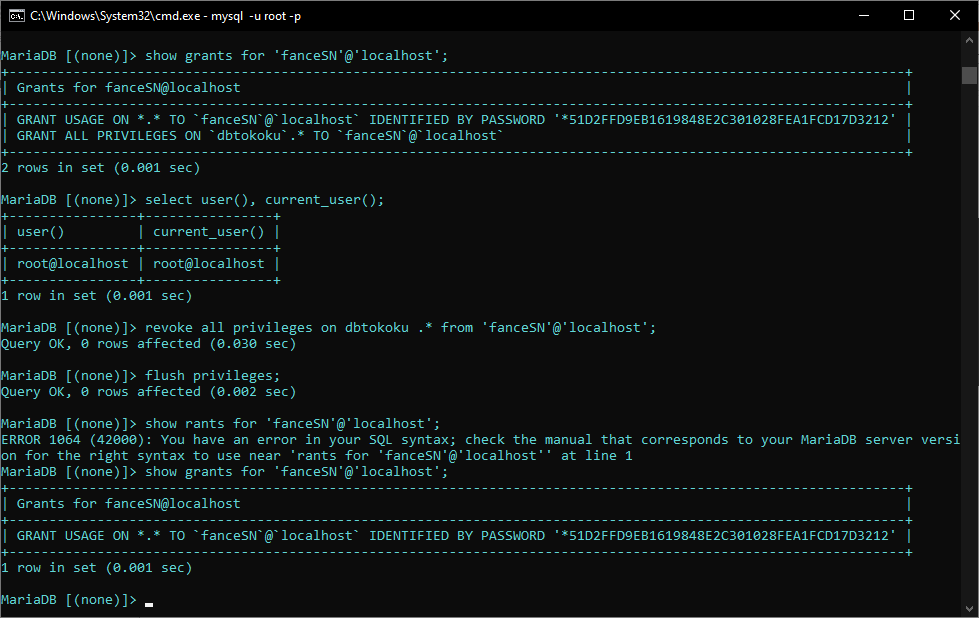 C:\Windows\System32\cmd.exe - mysql  -u root -p
MariaDB [(none)]> show grants for 'fanceSN'@'localhost';
+----------------------------------------------------------------------------------------------------------------+
| Grants for fanceSN@localhost                                                                                   |
+----------------------------------------------------------------------------------------------------------------+
| GRANT USAGE ON *.* TO `fanceSN`@`localhost` IDENTIFIED BY PASSWORD '*51D2FFD9EB1619848E2C301028FEA1FCD17D3212' |
| GRANT ALL PRIVILEGES ON `dbtokoku`.* TO `fanceSN`@`localhost`                                                  |
+----------------------------------------------------------------------------------------------------------------+
2 rows in set (0.001 sec)
MariaDB [(none)]> select user(), current_user();
+----------------+----------------+
| user()         | current_user() |
+----------------+----------------+
| root@localhost | root@localhost |
+----------------+----------------+
1 row in set (0.001 sec)
MariaDB [(none)]> revoke all privileges on dbtokoku .* from 'fanceSN'@'localhost';
Query OK, 0 rows affected (0.030 sec)
MariaDB [(none)]> flush privileges;
Query OK, 0 rows affected (0.002 sec)
MariaDB [(none)]> show rants for 'fanceSN'@'localhost';
ERROR 1064 (42000): You have an error in your SQL syntax; check the manual that corresponds to your MariaDB server versi
on for the right syntax to use near 'rants for 'fanceSN'@'localhost'' at line 1
MariaDB [(none)]> show grants for 'fanceSN'@'localhost';
+----------------------------------------------------------------------------------------------------------------+
| Grants for fanceSN@localhost                                                                                   |
+----------------------------------------------------------------------------------------------------------------+
| GRANT USAGE ON *.* TO `fanceSN`@`localhost` IDENTIFIED BY PASSWORD '*51D2FFD9EB1619848E2C301028FEA1FCD17D3212' |
+----------------------------------------------------------------------------------------------------------------+
1 row in set (0.001 sec)
MariaDB [(none)]>